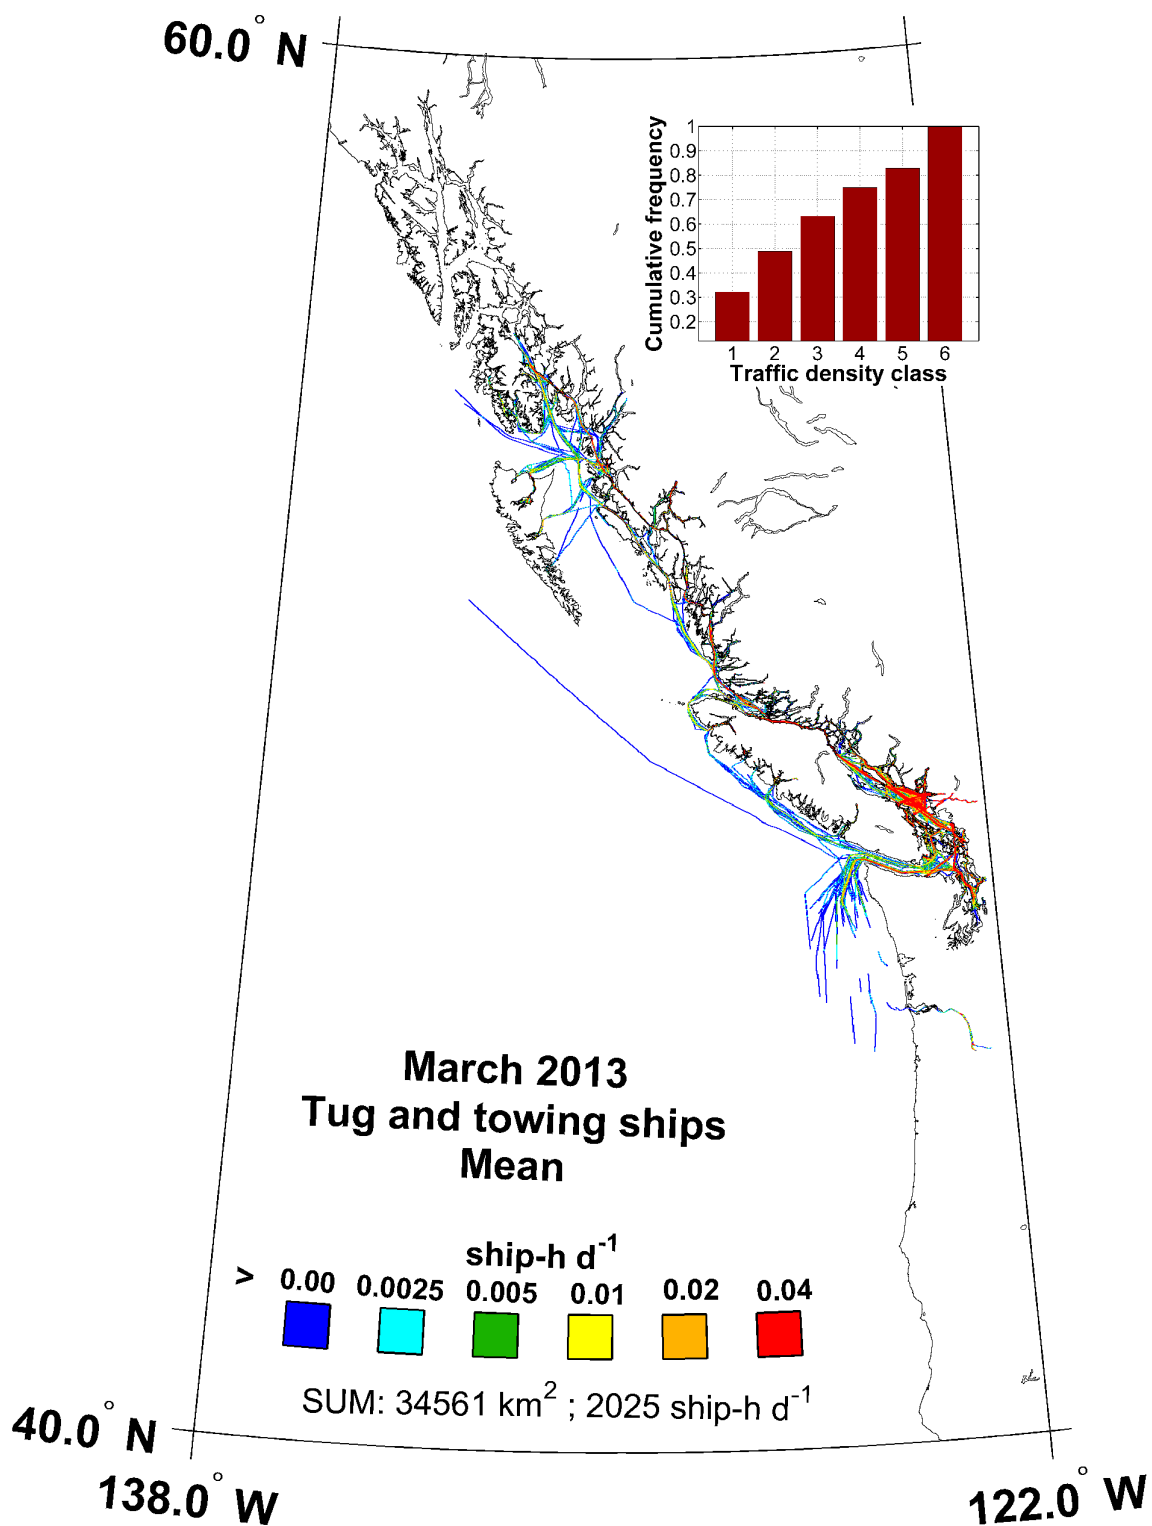 60.0° N
Cumulative frequency
1
0.9
0.8
0.7
0.6
0.5
0.4
0.3
0.2
1 2 3 4 5 6
Traffic density class
March 2013
Tug and towing ships
Mean
ship-h d⁻¹
> 0.00 0.0025 0.005 0.01 0.02 0.04
SUM: 34561 km² ; 2025 ship-h d⁻¹
40.0° N
138.0° W
122.0° W